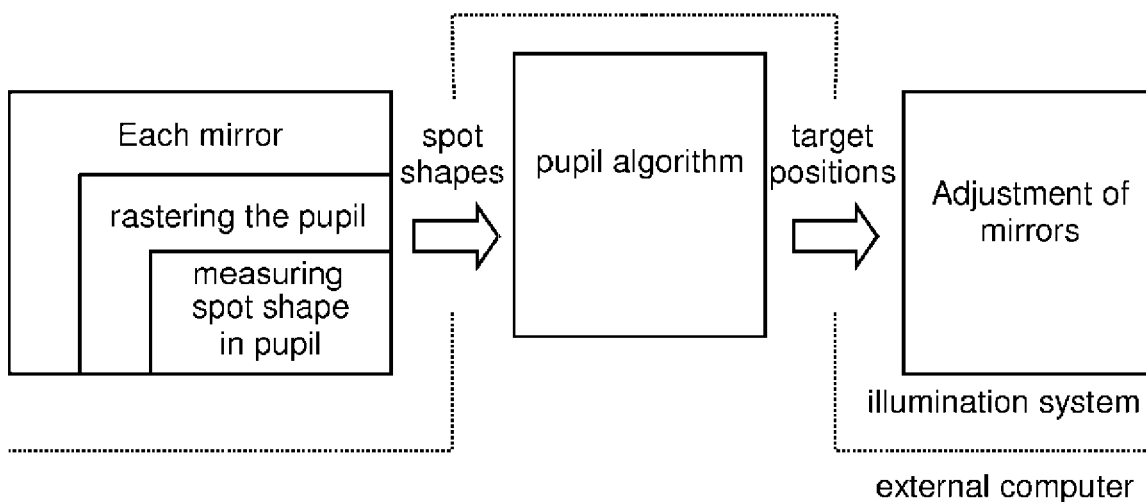 Each mirror
rastering the pupil
measuring
spot shape
in pupil
spot
shapes
pupil algorithm
target
positions
Adjustment of
mirrors
illumination system
external computer